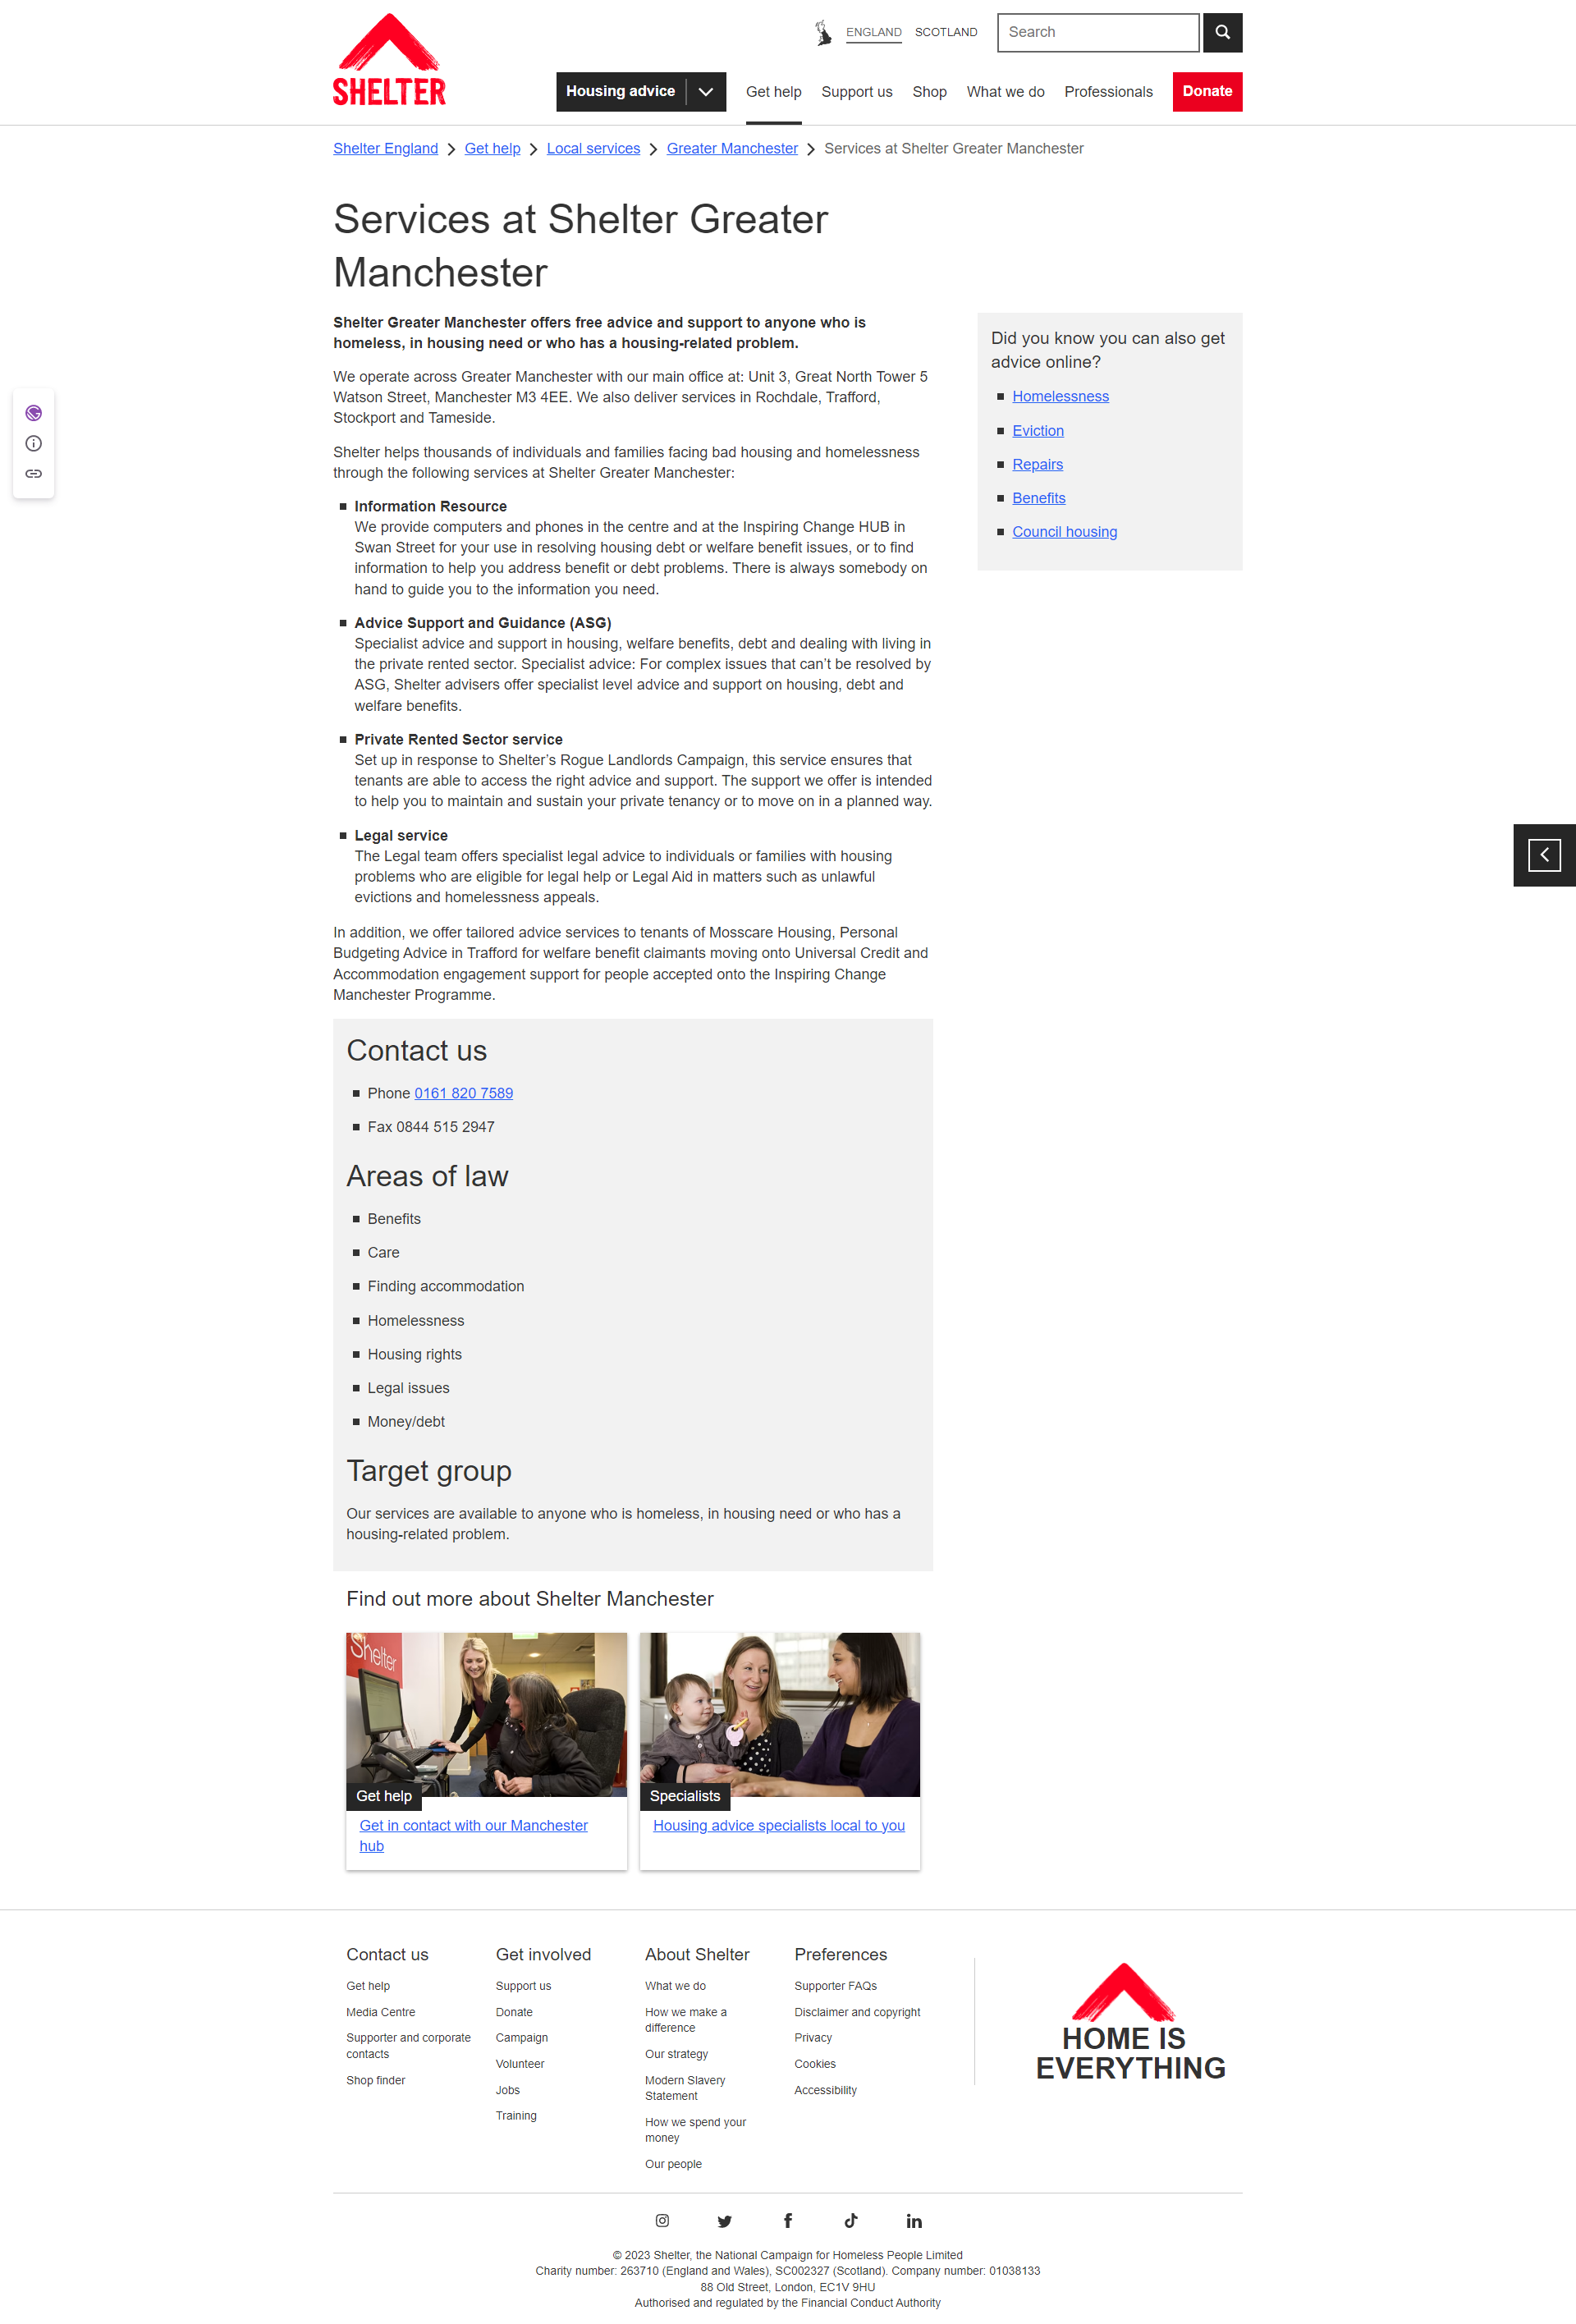 SHELTER
ENGLAND
SCOTLAND
Search
Housing advice
Get help
Support us
Shop
What we do
Professionals
Donate
Shelter England
Get help
Local services
Greater Manchester
Services at Shelter Greater Manchester
Services at Shelter Greater
Manchester
Shelter Greater Manchester offers free advice and support to anyone who is
homeless, in housing need or who has a housing-related problem.
We operate across Greater Manchester with our main office at: Unit 3, Great North Tower 5
Watson Street, Manchester M3 4EE. We also deliver services in Rochdale, Trafford,
Stockport and Tameside.
Shelter helps thousands of individuals and families facing bad housing and homelessness
through the following services at Shelter Greater Manchester:
Information Resource
We provide computers and phones in the centre and at the Inspiring Change HUB in
Swan Street for your use in resolving housing debt or welfare benefit issues, or to find
information to help you address benefit or debt problems. There is always somebody on
hand to guide you to the information you need.
Advice Support and Guidance (ASG)
Specialist advice and support in housing, welfare benefits, debt and dealing with living in
the private rented sector. Specialist advice: For complex issues that can’t be resolved by
ASG, Shelter advisers offer specialist level advice and support on housing, debt and
welfare benefits.
Private Rented Sector service
Set up in response to Shelter’s Rogue Landlords Campaign, this service ensures that
tenants are able to access the right advice and support. The support we offer is intended
to help you to maintain and sustain your private tenancy or to move on in a planned way.
Legal service
The Legal team offers specialist legal advice to individuals or families with housing
problems who are eligible for legal help or Legal Aid in matters such as unlawful
evictions and homelessness appeals.
In addition, we offer tailored advice services to tenants of Mosscare Housing, Personal
Budgeting Advice in Trafford for welfare benefit claimants moving onto Universal Credit and
Accommodation engagement support for people accepted onto the Inspiring Change
Manchester Programme.
Did you know you can also get
advice online?
Homelessness
Eviction
Repairs
Benefits
Council housing
Contact us
Phone 0161 820 7589
Fax 0844 515 2947
Areas of law
Benefits
Care
Finding accommodation
Homelessness
Housing rights
Legal issues
Money/debt
Target group
Our services are available to anyone who is homeless, in housing need or who has a
housing-related problem.
Find out more about Shelter Manchester
Shelter
Get help
Get in contact with our Manchester
hub
Specialists
Housing advice specialists local to you
Contact us
Get help
Media Centre
Supporter and corporate
contacts
Shop finder
Get involved
Support us
Donate
Campaign
Volunteer
Jobs
Training
About Shelter
What we do
How we make a
difference
Our strategy
Modern Slavery
Statement
How we spend your
money
Our people
Preferences
Supporter FAQs
Disclaimer and copyright
Privacy
Cookies
Accessibility
HOME IS
EVERYTHING
© 2023 Shelter, the National Campaign for Homeless People Limited
Charity number: 263710 (England and Wales), SC002327 (Scotland). Company number: 01038133
88 Old Street, London, EC1V 9HU
Authorised and regulated by the Financial Conduct Authority